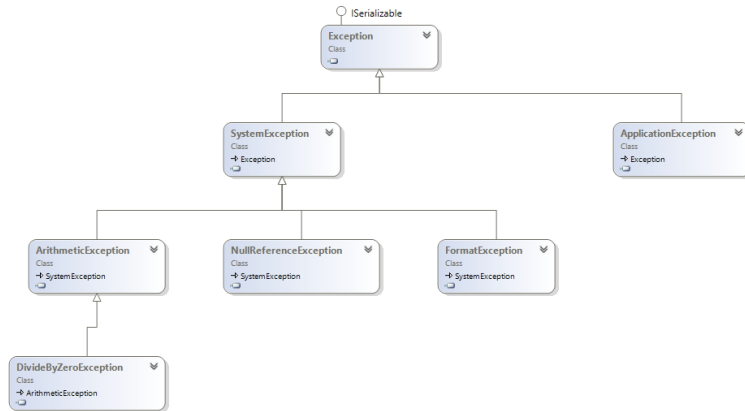 ISerializable
Exception
Class
SystemException
Class
Exception
ApplicationException
Class
Exception
ArithmeticException
Class
SystemException
NullReferenceException
Class
SystemException
FormatException
Class
SystemException
DivideByZeroException
Class
ArithmeticException